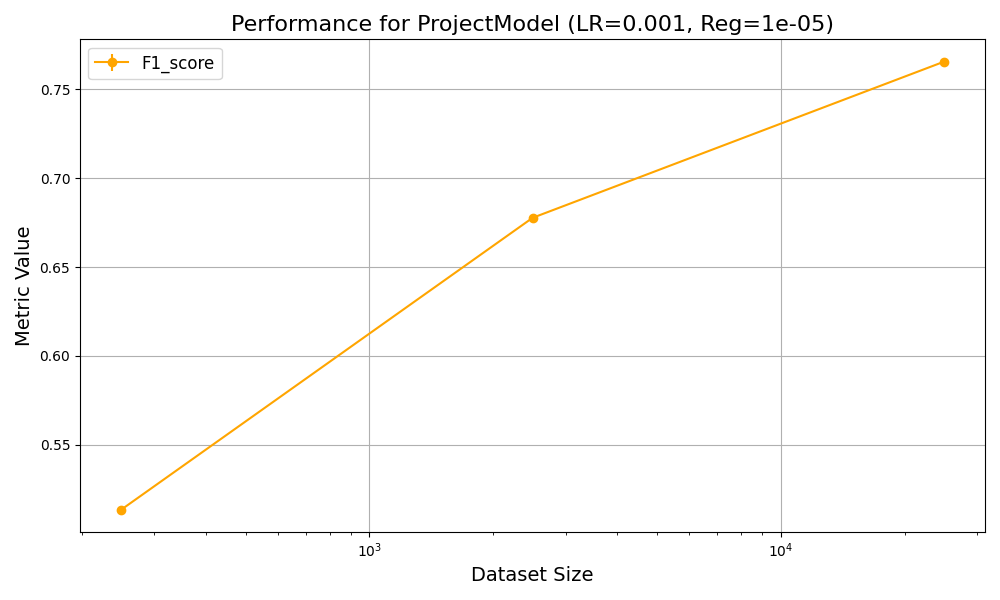 Performance for ProjectModel (LR=0.001, Reg=1e-05)
F1_score
Metric Value
0.75
0.70
0.65
0.60
0.55
10³
10⁴
Dataset Size